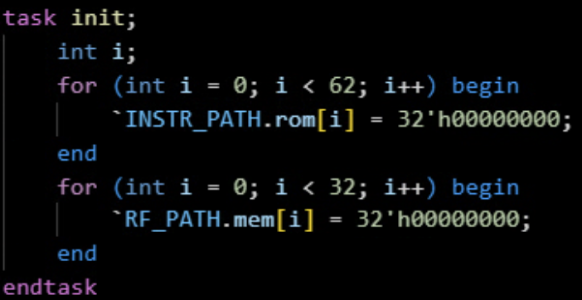 task init;
    int i;
    for (int i = 0; i < 62; i++) begin
        `INSTR_PATH.rom[i] = 32'h00000000;
    end
    for (int i = 0; i < 32; i++) begin
        `RF_PATH.mem[i] = 32'h00000000;
    end
endtask